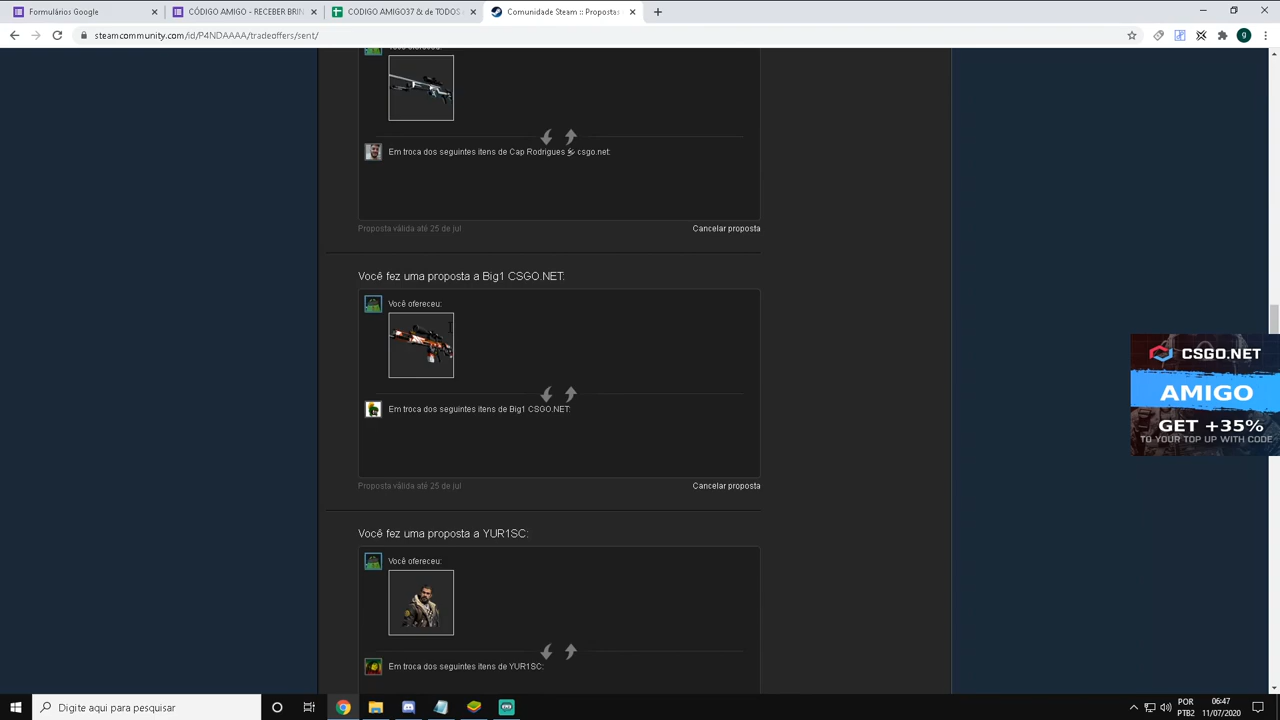 Formulários Google
CÓDIGO AMIGO - RECEBER BRIN
CODIGO AMIGO37 & de TODOS
Comunidade Steam :: Propostas
steamcommunity.com/id/P4NDAAAA/tradeoffers/sent/
g
Você ofereceu:
Em troca dos seguintes itens de Cap Rodrigues csgo.net:
Proposta válida até 25 de jul
Cancelar proposta
Você fez uma proposta a Big1 CSGO.NET:
Você ofereceu:
Em troca dos seguintes itens de Big1 CSGO.NET:
Proposta válida até 25 de jul
Cancelar proposta
Você fez uma proposta a YUR1SC:
Você ofereceu:
Em troca dos seguintes itens de YUR1SC:
CSGO.NET
AMIGO
GET +35%
TO YOUR TOP UP WITH CODE
Digite aqui para pesquisar
POR
PTB2
06:47
11/07/2020